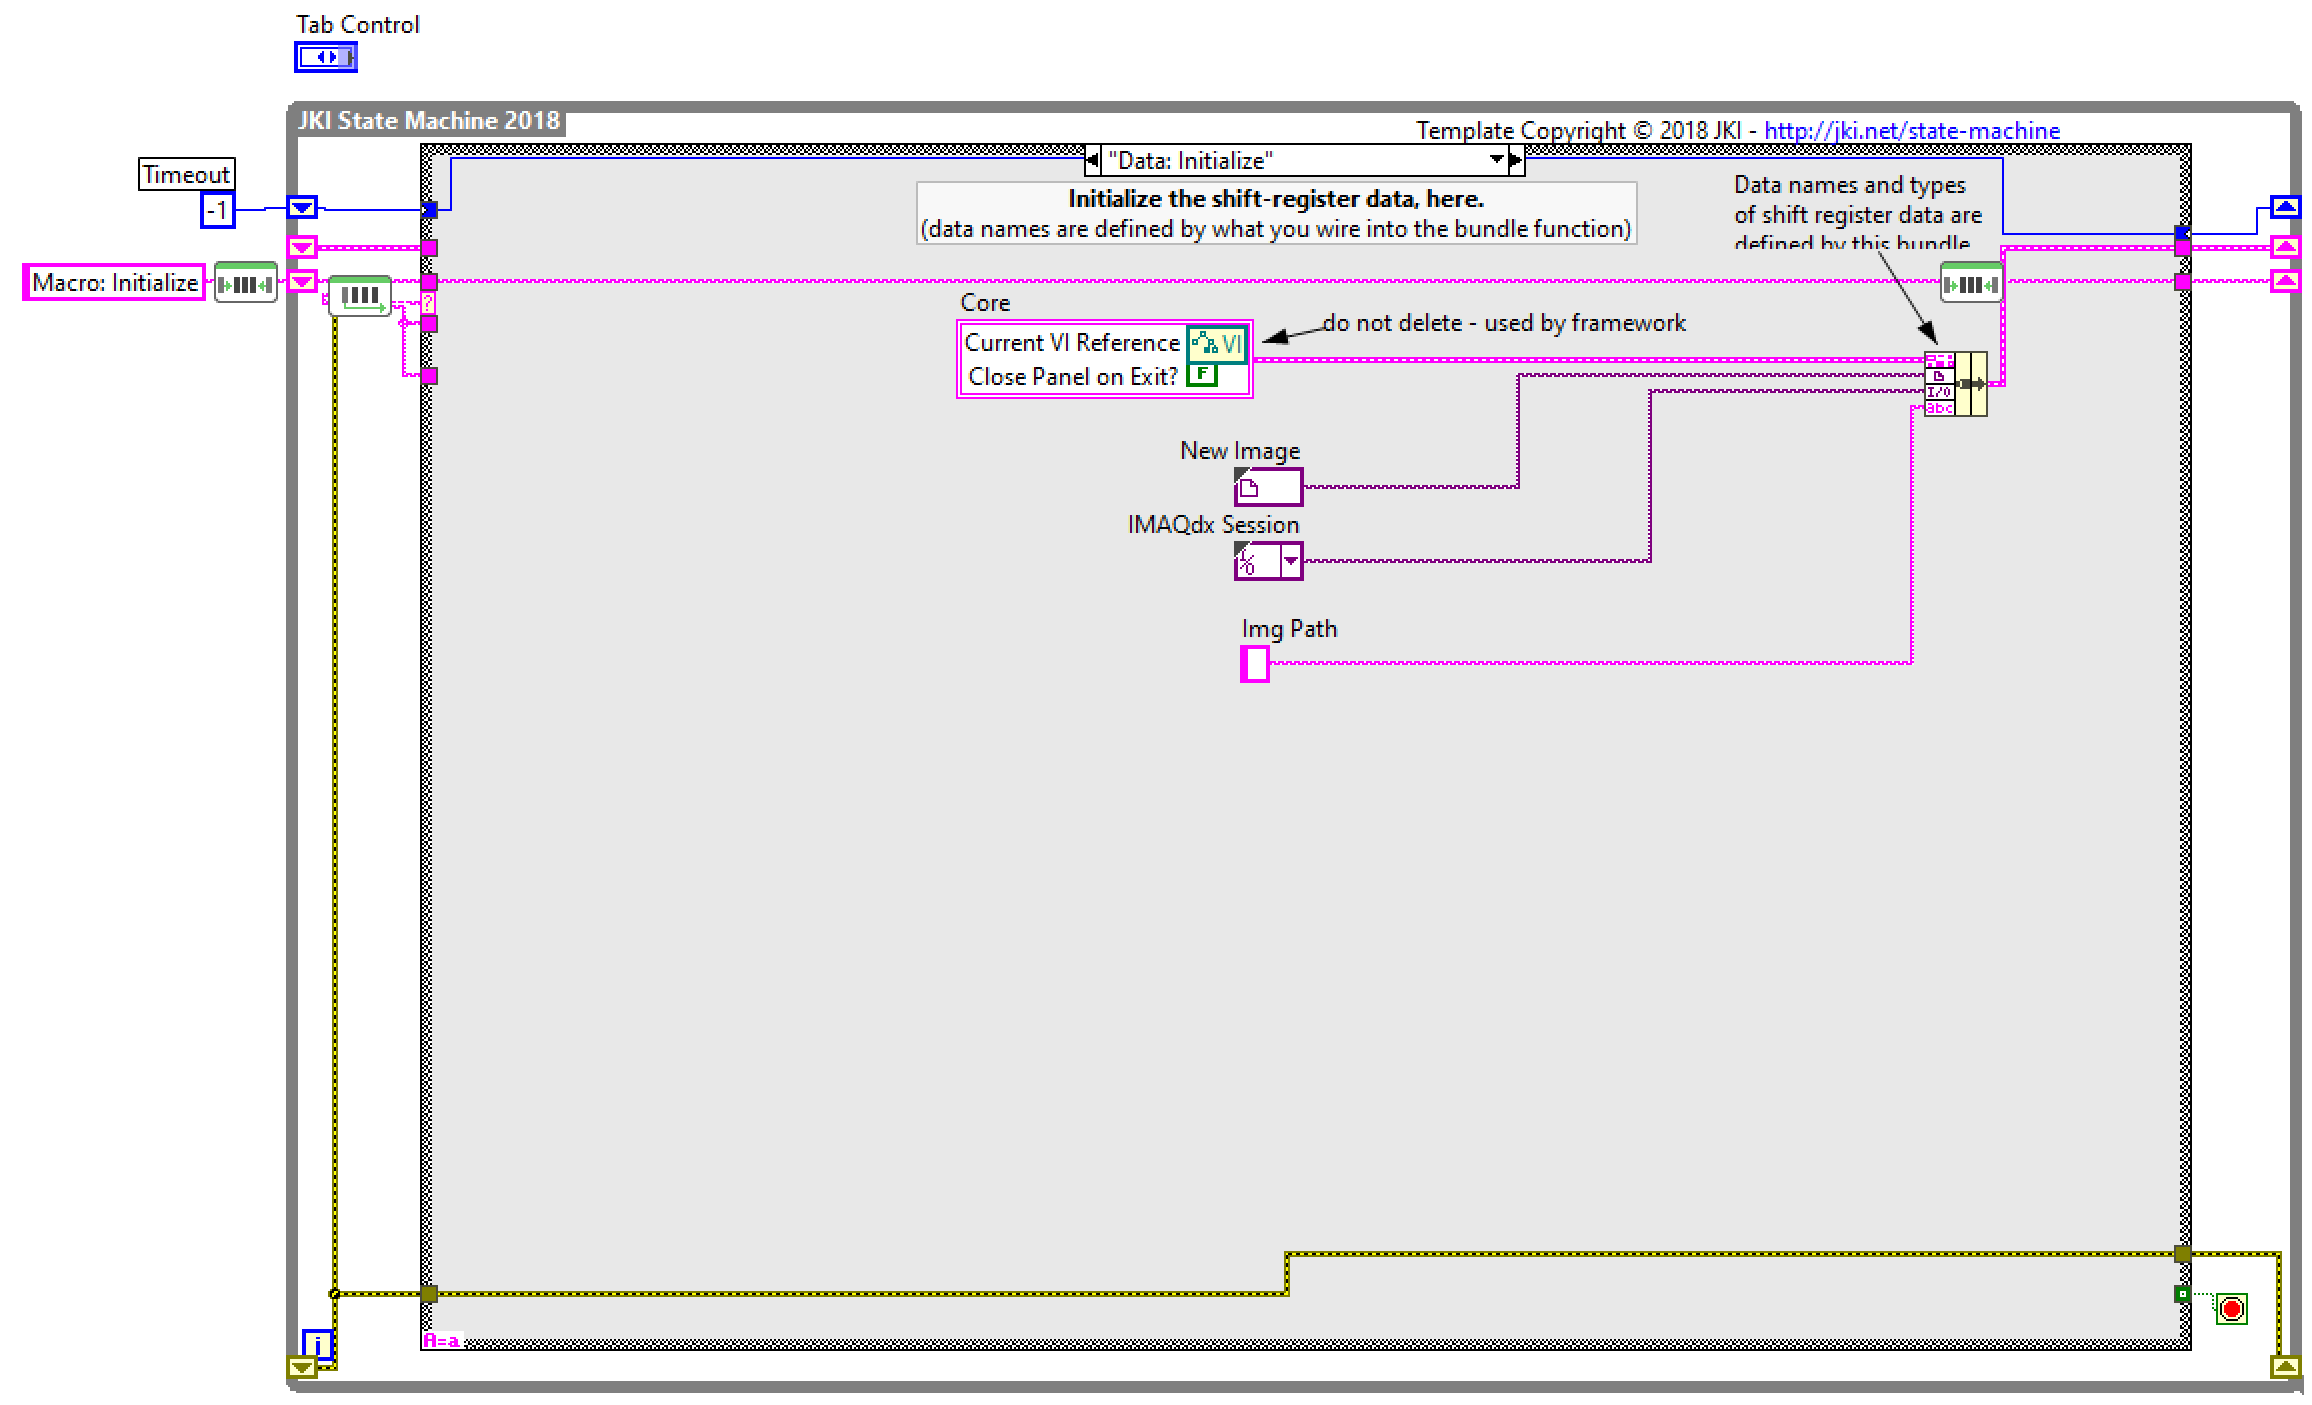 Tab Control
JKI State Machine 2018
Template Copyright © 2018 JKI - http://jki.net/state-machine
Timeout
-1
"Data: Initialize"
Initialize the shift-register data, here.
(data names are defined by what you wire into the bundle function)
Data names and types
of shift register data are
defined by this bundle
Macro: Initialize
?
Core
Current VI Reference
VI
Close Panel on Exit?
F
do not delete - used by framework
I/O
abc
New Image
IMAQdx Session
I/O
Img Path
i
A=a